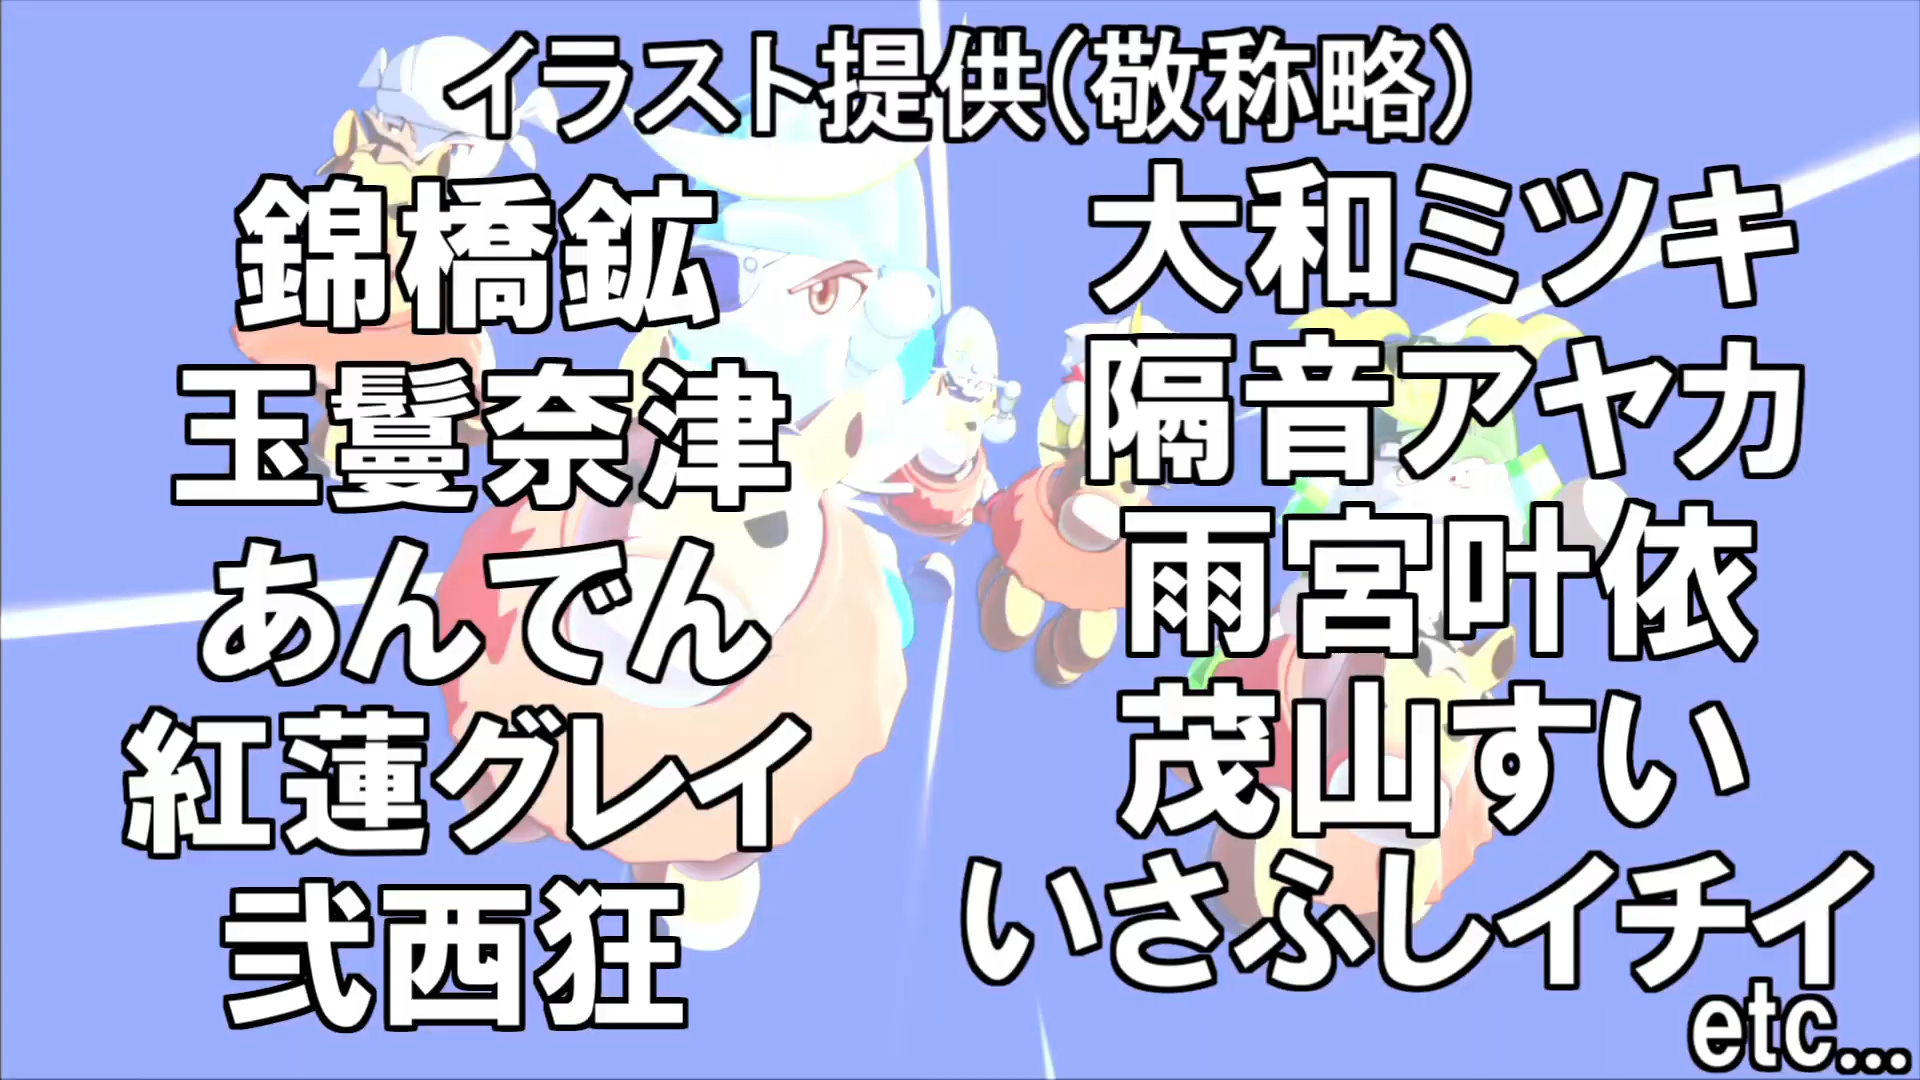 イラスト提供(敬称略)
錦橋鉱
玉鬘奈津
あんでん
紅蓮グレイ
弐西狂
大和ミツキ
隔音アヤカ
雨宮叶依
茂山すい
いさふしイチイ
etc...